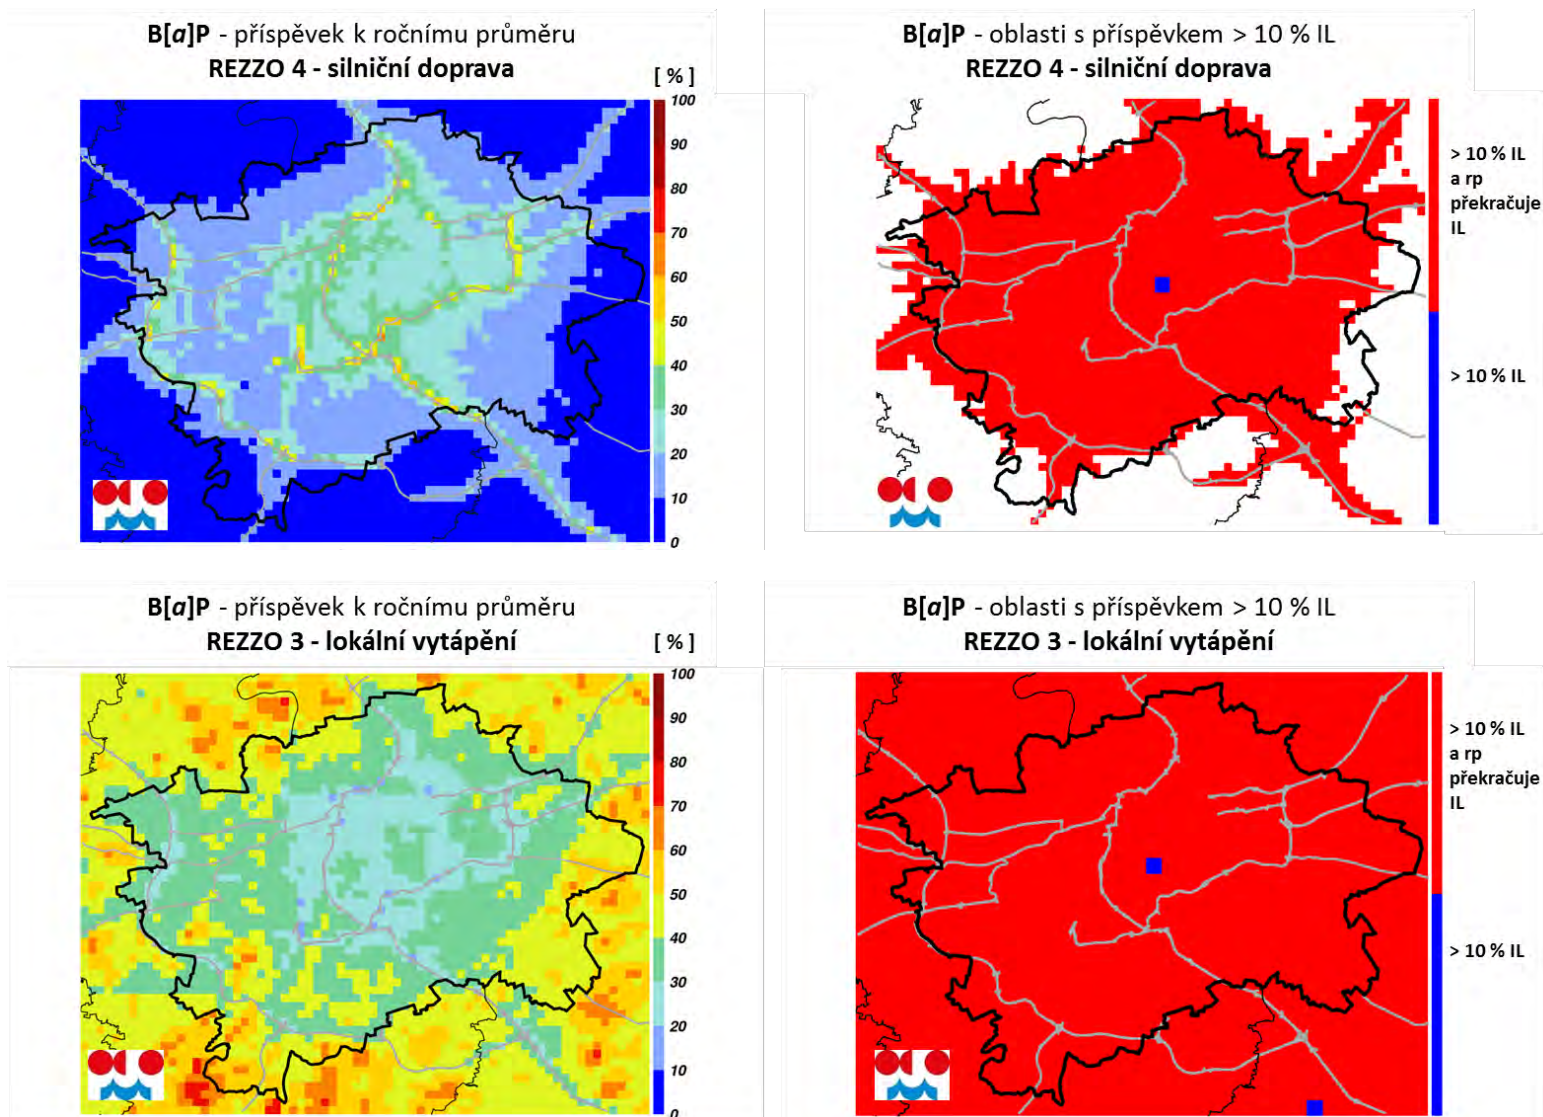 B[a]P - příspěvek k ročnímu průměru
REZZO 4 - silniční doprava
[ % ]
100
90
80
70
60
50
40
30
20
10
0
B[a]P - oblasti s příspěvkem > 10 % IL
REZZO 4 - silniční doprava
> 10 % IL
a rp
překračuje
IL
> 10 % IL
B[a]P - příspěvek k ročnímu průměru
REZZO 3 - lokální vytápění
[ % ]
100
90
80
70
60
50
40
30
20
10
0
B[a]P - oblasti s příspěvkem > 10 % IL
REZZO 3 - lokální vytápění
> 10 % IL
a rp
překračuje
IL
> 10 % IL